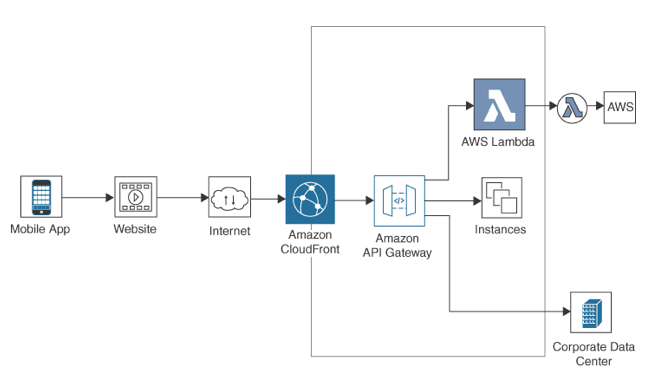 Mobile App
Website
Internet
Amazon
CloudFront
</>
Amazon
API Gateway
AWS Lambda
AWS
Instances
Corporate Data
Center